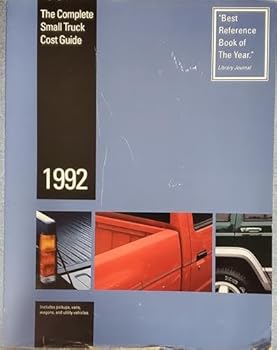 The Complete
Small Truck
Cost Guide
"Best
Reference
Book of
The Year."
Library Journal
1992
Includes pickups, vans,
wagons, and utility vehicles.